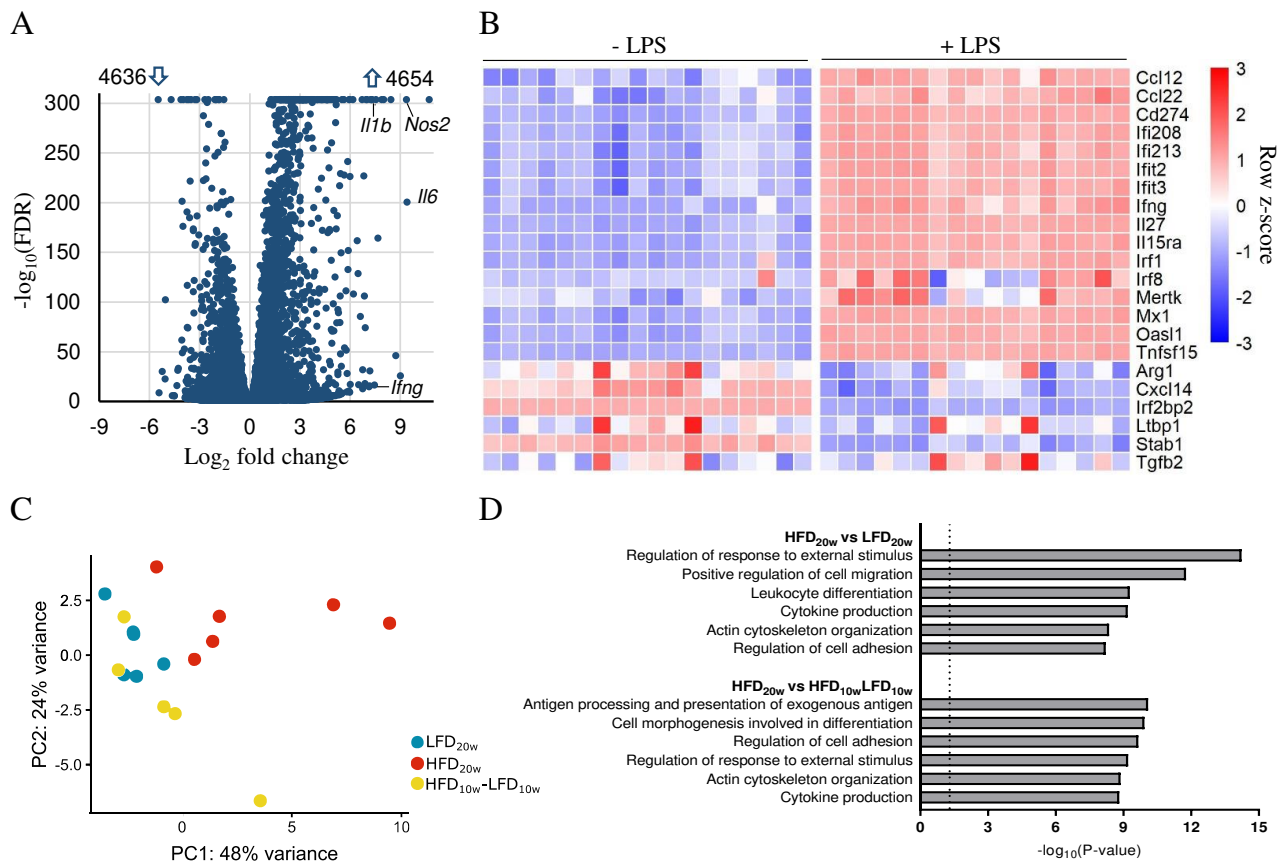 A
4636
4654
300
250
200
150
100
50
0
-log10(FDR)
Il1b
Nos2
Il6
Ifng
-9 -6 -3 0 3 6 9
Log2 fold change
B
- LPS
+ LPS
Ccl12
Ccl22
Cd274
Ifi208
Ifi213
Ifit2
Ifit3
Ifng
Il27
Il15ra
Irf1
Irf8
Mertk
Mx1
Oasl1
Tnfsf15
Arg1
Cxcl14
Irf2bp2
Ltbp1
Stab1
Tgfb2
3
2
1
0
-1
-2
-3
Row z-score
C
2.5
0.0
-2.5
-5.0
PC2: 24% variance
0 5 10
PC1: 48% variance
LFD20w
HFD20w
HFD10w-LFD10w
D
HFD20w vs LFD20w
Regulation of response to external stimulus
Positive regulation of cell migration
Leukocyte differentiation
Cytokine production
Actin cytoskeleton organization
Regulation of cell adhesion
HFD20w vs HFD10wLFD10w
Antigen processing and presentation of exogenous antigen
Cell morphogenesis involved in differentiation
Regulation of cell adhesion
Regulation of response to external stimulus
Actin cytoskeleton organization
Cytokine production
0 3 6 9 12 15
-log10(P-value)